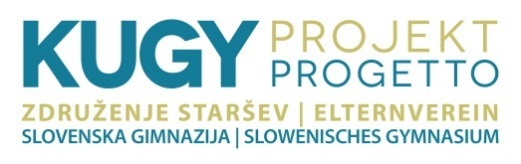 KUGY PROJEKT
PROGETTO
ZDRUŽENJE STARŠEV | ELTERNVEREIN
SLOVENSKA GIMNAZIJA | SLOWENISCHES GYMNASIUM